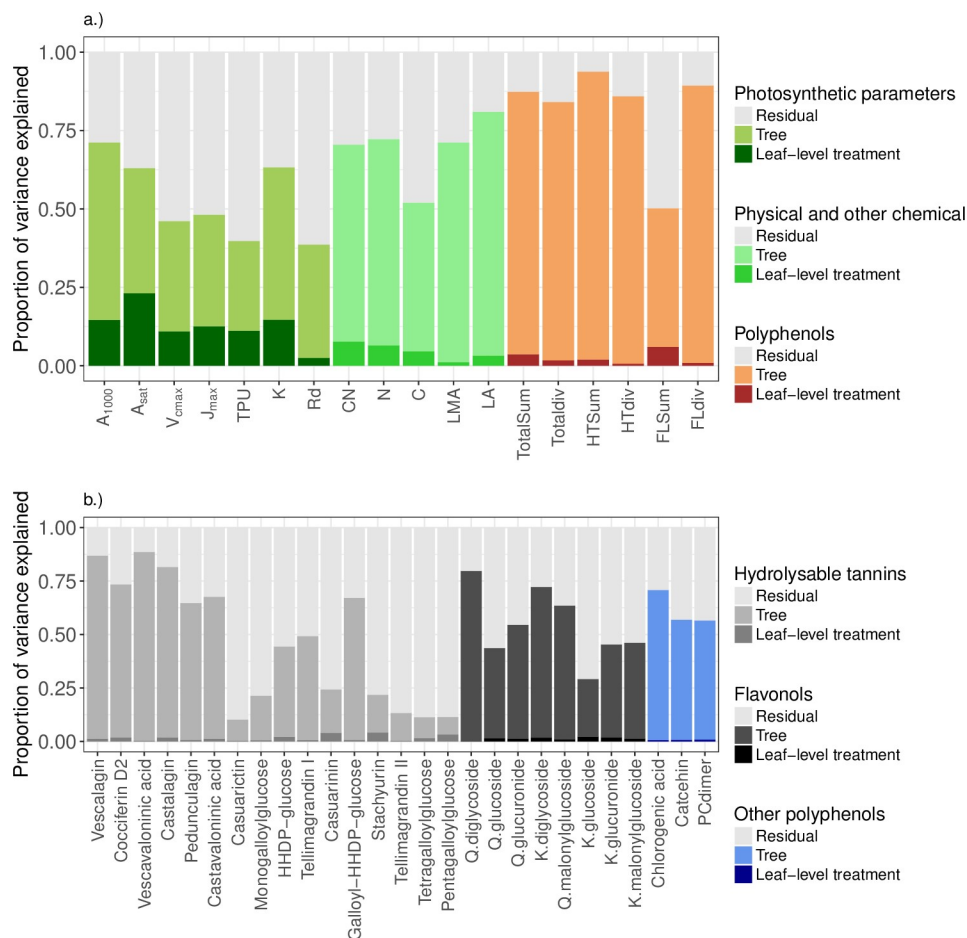 a.)
Proportion of variance explained
1.00
0.75
0.50
0.25
0.00
A1000
Asat
Vcmax
Jmax
TPU
K
Rd
CN
N
C
LMA
LA
TotalSum
Totaldiv
HTSum
HTdiv
FLSum
FLdiv
Photosynthetic parameters
Residual
Tree
Leaf-level treatment
Physical and other chemical
Residual
Tree
Leaf-level treatment
Polyphenols
Residual
Tree
Leaf-level treatment
b.)
Proportion of variance explained
1.00
0.75
0.50
0.25
0.00
Vescalagin
Cocciferin D2
Vescavaloninic acid
Castalagin
Pedunculagin
Castavaloninic acid
Casuarictin
Monogalloylglucose
HHDP-glucose
Tellimagrandin I
Casuarinin
Galloyl-HHDP-glucose
Stachyurin
Tellimagrandin II
Tetragalloylglucose
Pentagalloylglucose
Q.diglycoside
Q.glucoside
Q.glucuronide
K.diglycoside
Q.malonylglucoside
K.glucoside
K.glucuronide
K.malonylglucoside
Chlorogenic acid
Catcehin
PCdimer
Hydrolysable tannins
Residual
Tree
Leaf-level treatment
Flavonols
Residual
Tree
Leaf-level treatment
Other polyphenols
Residual
Tree
Leaf-level treatment